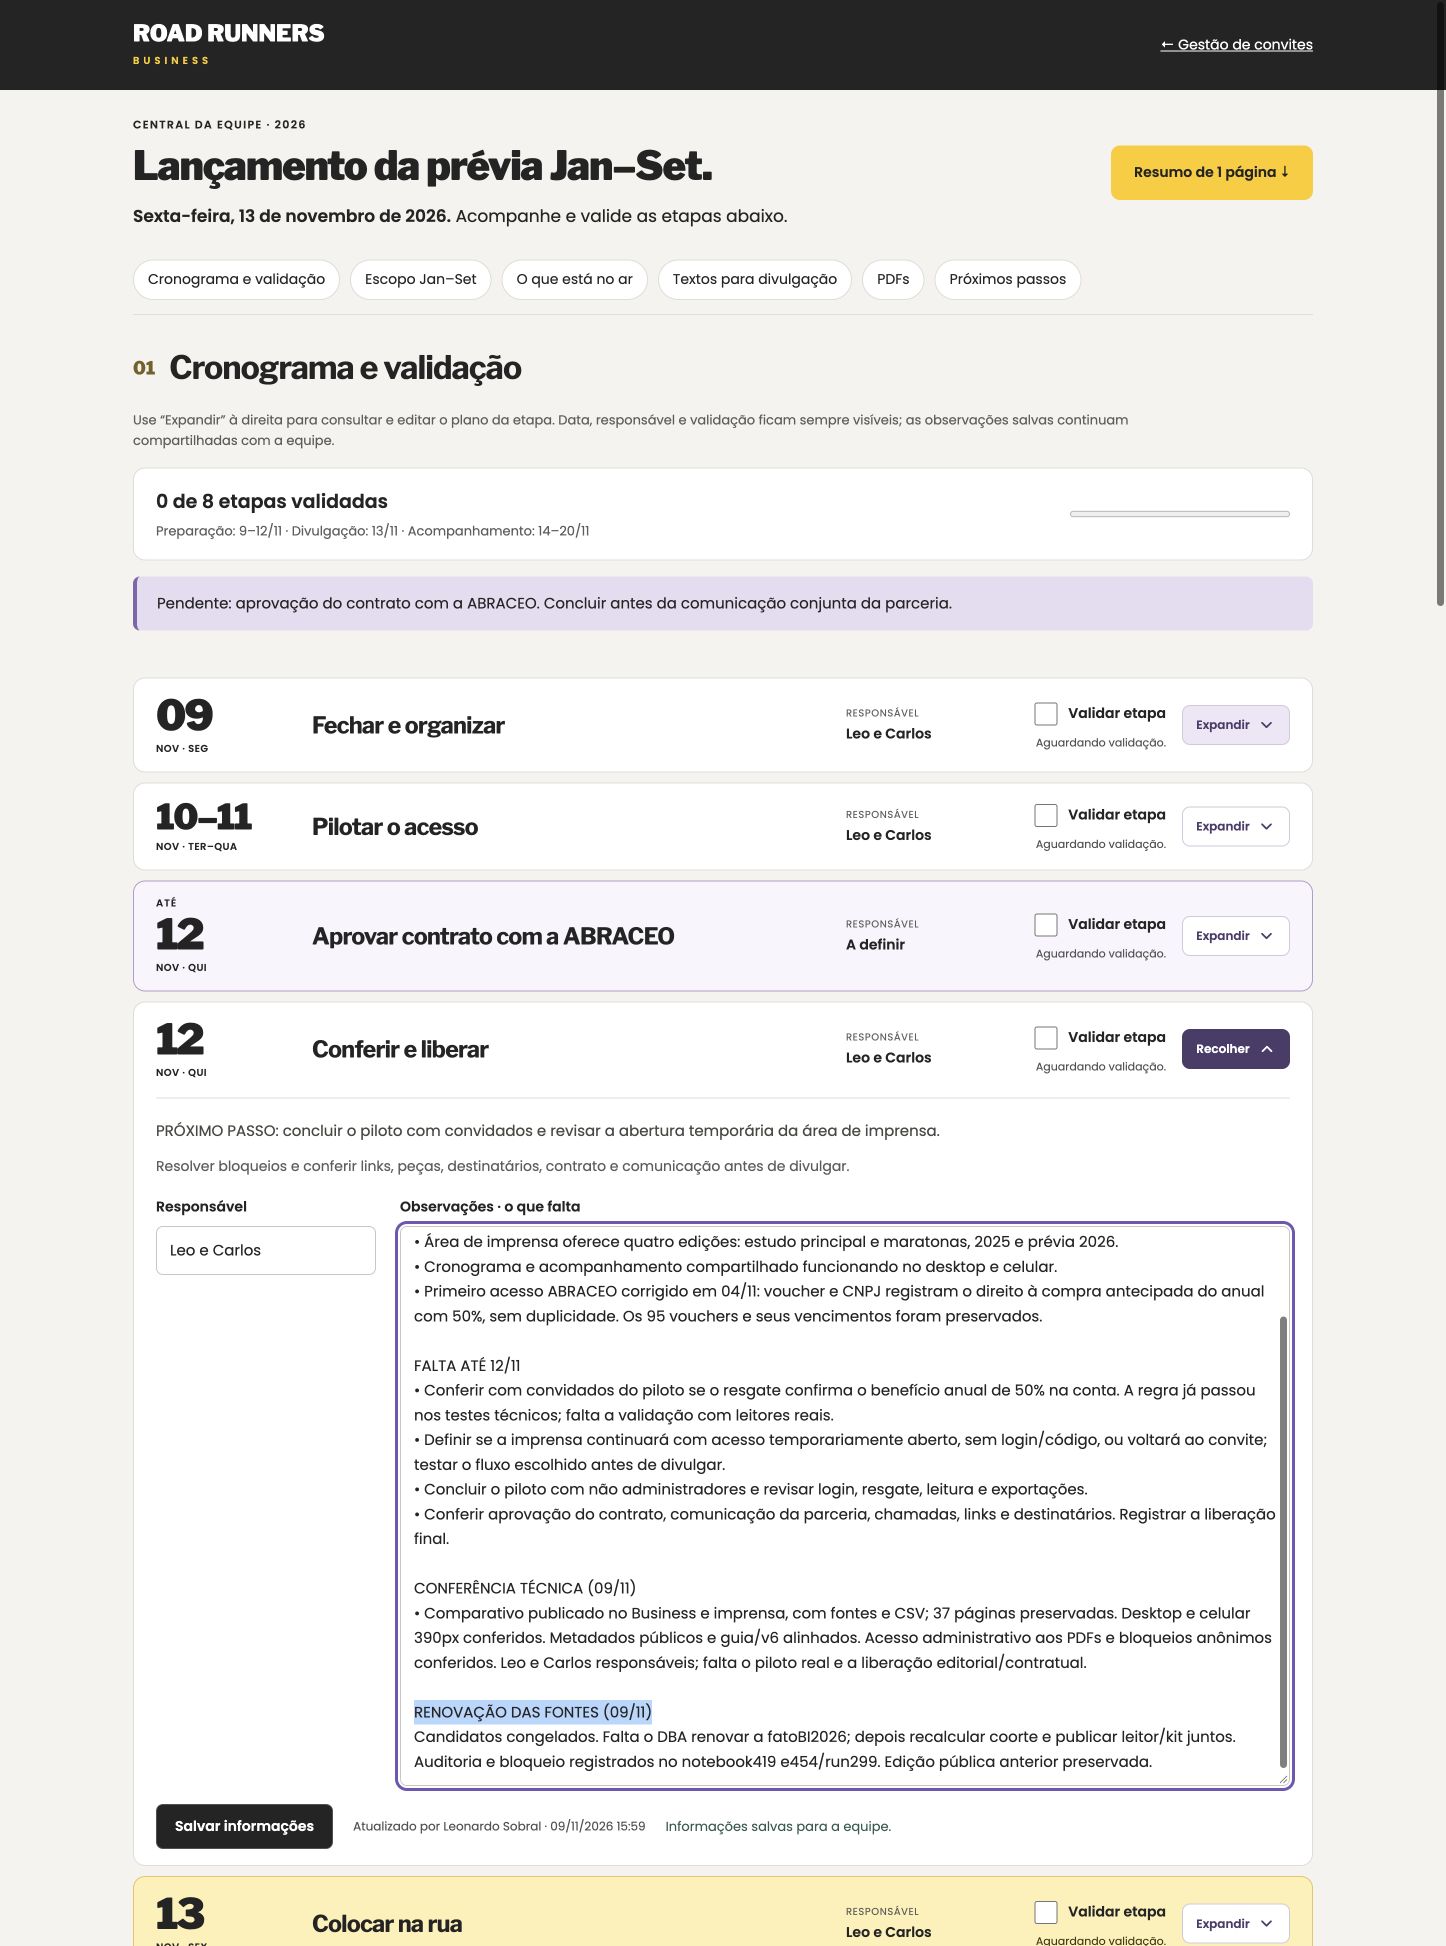 ROAD RUNNERS
BUSINESS
← Gestão de convites
CENTRAL DA EQUIPE · 2026
Lançamento da prévia Jan–Set.
Sexta-feira, 13 de novembro de 2026. Acompanhe e valide as etapas abaixo.
Resumo de 1 página ↓
Cronograma e validação
Escopo Jan–Set
O que está no ar
Textos para divulgação
PDFs
Próximos passos
01 Cronograma e validação
Use “Expandir” à direita para consultar e editar o plano da etapa. Data, responsável e validação ficam sempre visíveis; as observações salvas continuam
compartilhadas com a equipe.
0 de 8 etapas validadas
Preparação: 9–12/11 · Divulgação: 13/11 · Acompanhamento: 14–20/11
Pendente: aprovação do contrato com a ABRACEO. Concluir antes da comunicação conjunta da parceria.
09
NOV · SEG
Fechar e organizar
RESPONSÁVEL
Leo e Carlos
Validar etapa
Aguardando validação.
Expandir
10–11
NOV · TER–QUA
Pilotar o acesso
RESPONSÁVEL
Leo e Carlos
Validar etapa
Aguardando validação.
Expandir
ATÉ
12
NOV · QUI
Aprovar contrato com a ABRACEO
RESPONSÁVEL
A definir
Validar etapa
Aguardando validação.
Expandir
12
NOV · QUI
Conferir e liberar
RESPONSÁVEL
Leo e Carlos
Validar etapa
Aguardando validação.
Recolher
PRÓXIMO PASSO: concluir o piloto com convidados e revisar a abertura temporária da área de imprensa.
Resolver bloqueios e conferir links, peças, destinatários, contrato e comunicação antes de divulgar.
Responsável
Leo e Carlos
Observações · o que falta
• Área de imprensa oferece quatro edições: estudo principal e maratonas, 2025 e prévia 2026.
• Cronograma e acompanhamento compartilhado funcionando no desktop e celular.
• Primeiro acesso ABRACEO corrigido em 04/11: voucher e CNPJ registram o direito à compra antecipada do anual
com 50%, sem duplicidade. Os 95 vouchers e seus vencimentos foram preservados.
FALTA ATÉ 12/11
• Conferir com convidados do piloto se o resgate confirma o benefício anual de 50% na conta. A regra já passou
nos testes técnicos; falta a validação com leitores reais.
• Definir se a imprensa continuará com acesso temporariamente aberto, sem login/código, ou voltará ao convite;
testar o fluxo escolhido antes de divulgar.
• Concluir o piloto com não administradores e revisar login, resgate, leitura e exportações.
• Conferir aprovação do contrato, comunicação da parceria, chamadas, links e destinatários. Registrar a liberação
final.
CONFERÊNCIA TÉCNICA (09/11)
• Comparativo publicado no Business e imprensa, com fontes e CSV; 37 páginas preservadas. Desktop e celular
390px conferidos. Metadados públicos e guia/v6 alinhados. Acesso administrativo aos PDFs e bloqueios anônimos
conferidos. Leo e Carlos responsáveis; falta o piloto real e a liberação editorial/contratual.
RENOVAÇÃO DAS FONTES (09/11)
Candidatos congelados. Falta o DBA renovar a fatoBI2026; depois recalcular coorte e publicar leitor/kit juntos.
Auditoria e bloqueio registrados no notebook419 e454/run299. Edição pública anterior preservada.
Salvar informações
Atualizado por Leonardo Sobral · 09/11/2026 15:59
Informações salvas para a equipe.
13
NOV · SEX
Colocar na rua
RESPONSÁVEL
Leo e Carlos
Validar etapa
Aguardando validação.
Expandir